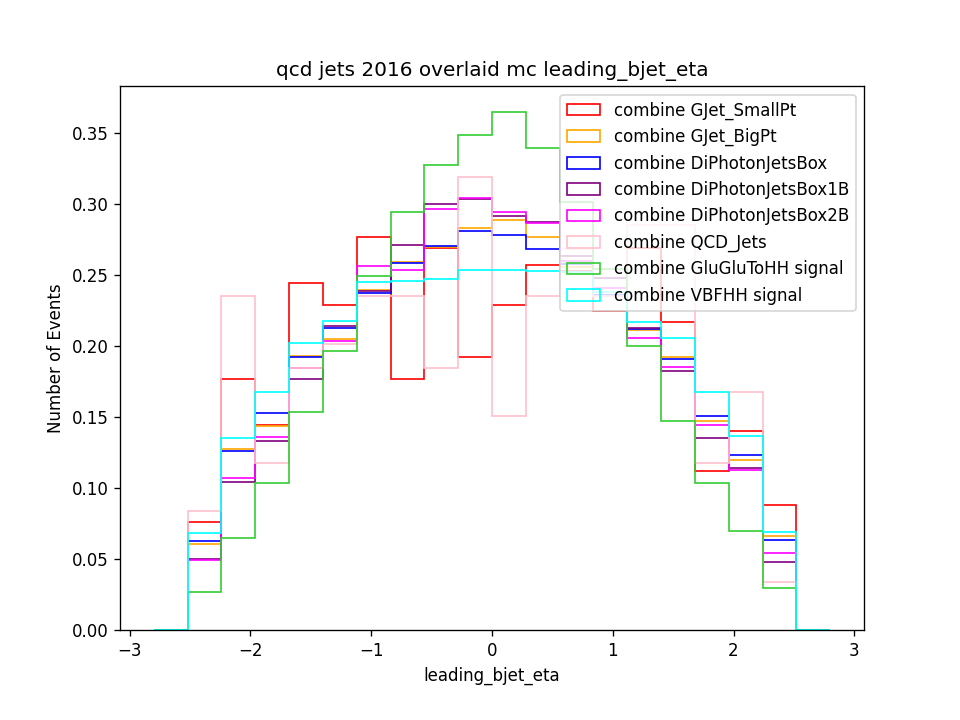 qcd jets 2016 overlaid mc leading_bjet_eta
combine GJet_SmallPt
combine GJet_BigPt
combine DiPhotonJetsBox
combine DiPhotonJetsBox1B
combine DiPhotonJetsBox2B
combine QCD_Jets
combine GluGluToHH signal
combine VBFHH signal
Number of Events
0.35
0.30
0.25
0.20
0.15
0.10
0.05
0.00
−3 −2 −1 0 1 2 3
leading_bjet_eta